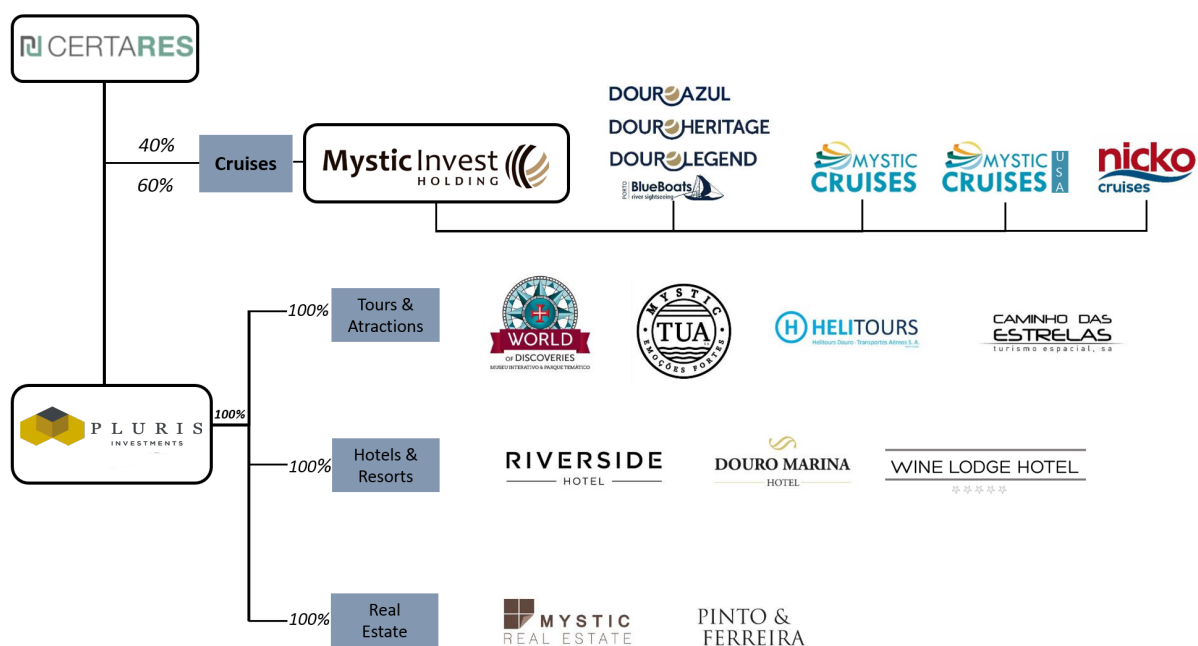 CERTARES
40%
60%
Cruises
Mystic Invest
HOLDING
DOUROAZUL
DOUROHERITAGE
DOUROLEGEND
PORTO
BlueBoats
river sightseeing
MYSTIC
CRUISES
MYSTIC
CRUISES
USA
nicko
cruises
100%
Tours &
Attractions
WORLD
OF DISCOVERIES
MUSEU INTERATIVO & PARQUE TEMÁTICO
MYSTIC
TUA
EMOÇÕES FORTES
H HELITOURS
Helitours Douro - Transportes Aéreos S. A.
CAMINHO DAS
ESTRELAS
turismo espacial, sa
PLURIS
INVESTMENTS
100%
100%
Hotels &
Resorts
RIVERSIDE
HOTEL
DOURO MARINA
HOTEL
WINE LODGE HOTEL
100%
Real
Estate
MYSTIC
REAL ESTATE
PINTO &
FERREIRA